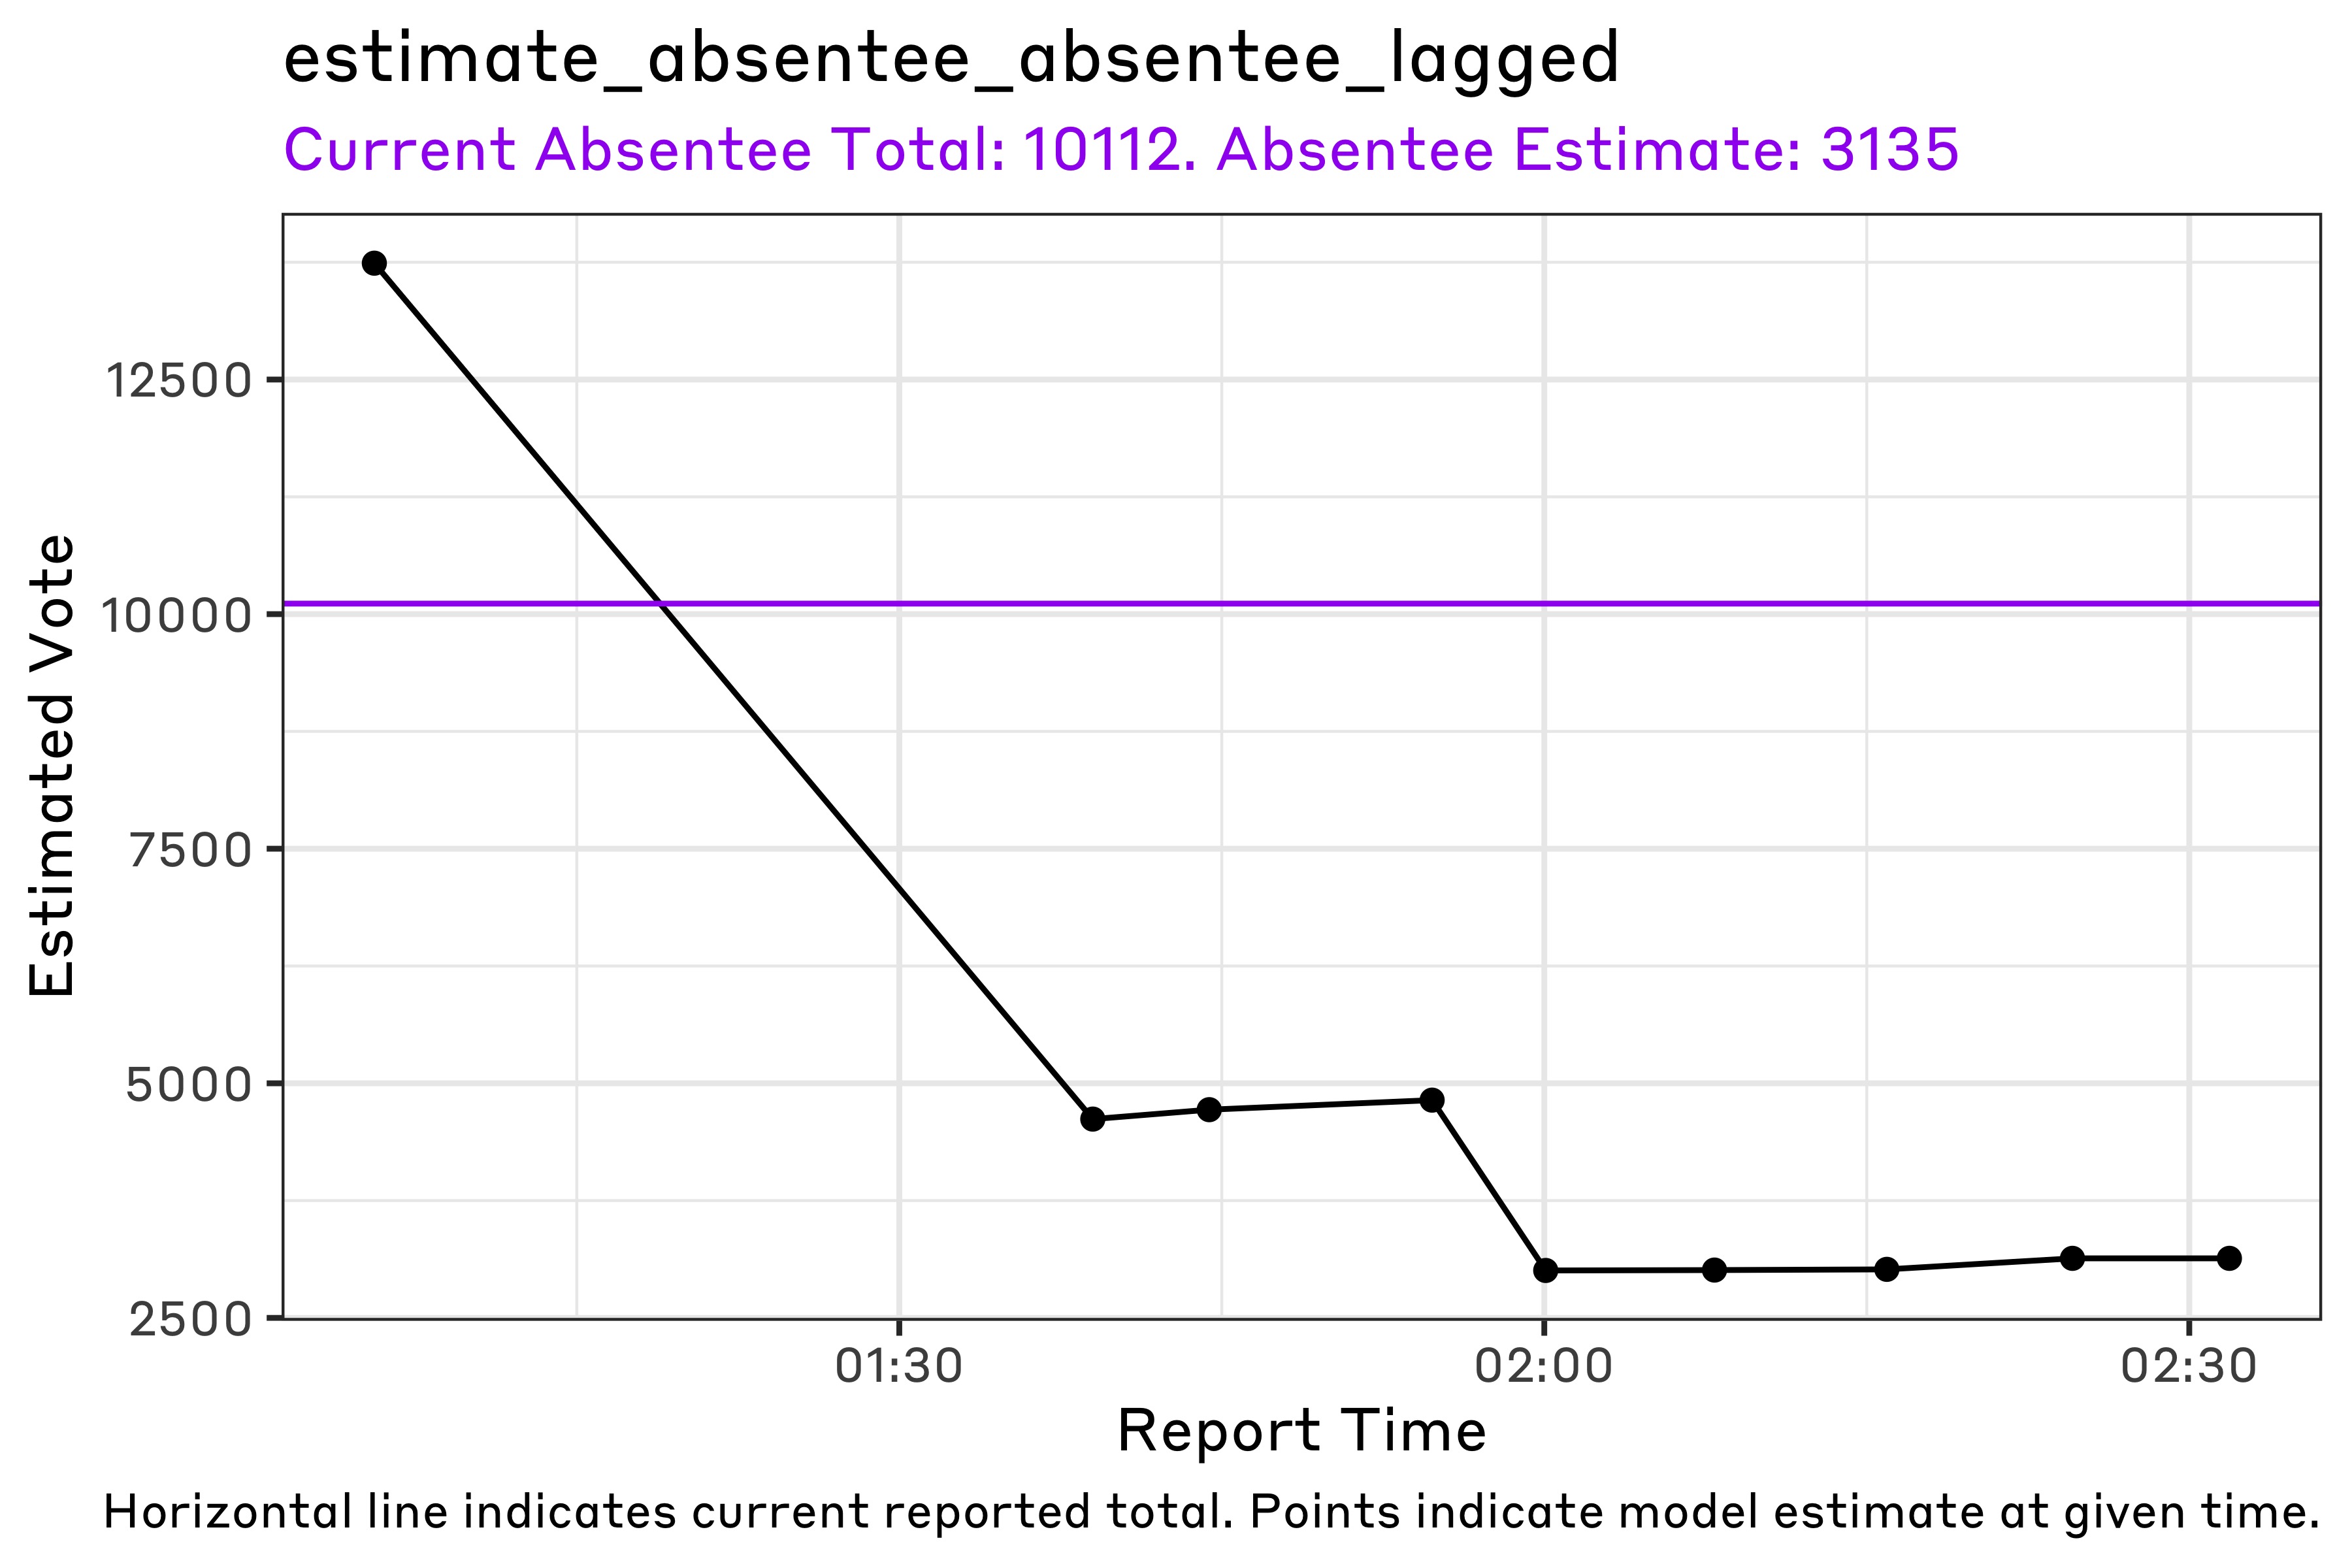 estimate_absentee_absentee_lagged
Current Absentee Total: 10112. Absentee Estimate: 3135
Estimated Vote
12500
10000
7500
5000
2500
01:30
02:00
02:30
Report Time
Horizontal line indicates current reported total. Points indicate model estimate at given time.